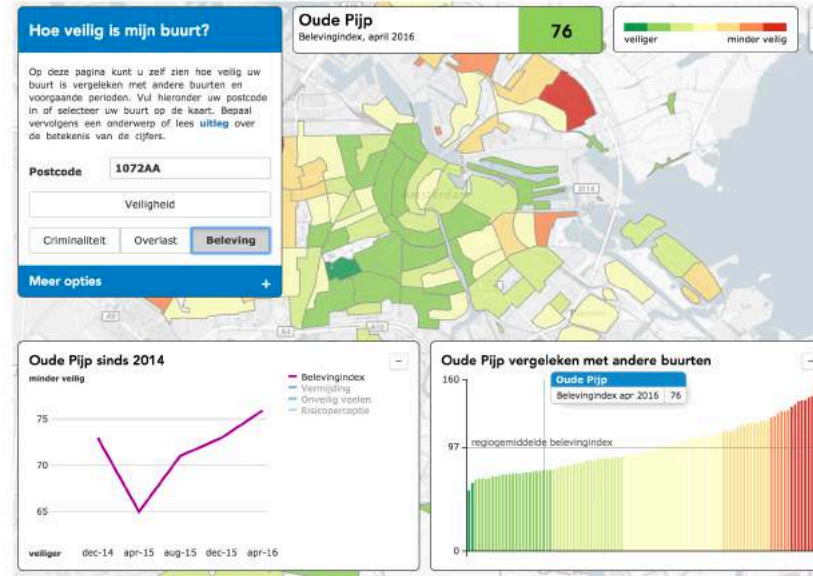 Hoe veilig is mijn buurt?
Op deze pagina kunt u zelf zien hoe veilig uw
buurt is vergeleken met andere buurten en
voorgaande perioden. Vul hieronder uw postcode
in of selecteer uw buurt op de kaart. Bepaal
vervolgens een onderwerp of lees uitleg over
de betekenis van de cijfers.
Postcode 1072AA
Veiligheid
Criminaliteit Overlast Beleving
Meer opties +
Oude Pijp
Belevingindex, april 2016
76
veiliger minder veilig
Amsterdam
S114
A9
A4
A10
Oude Pijp sinds 2014
minder veilig
75
70
65
veiliger dec-14 apr-15 aug-15 dec-15 apr-16
Belevingindex
Vermijding
Onveilig voelen
Risicoperceptie
Oude Pijp vergeleken met andere buurten
160
97
0
Oude Pijp
Belevingindex apr 2016 76
regiogemiddelde belevingindex